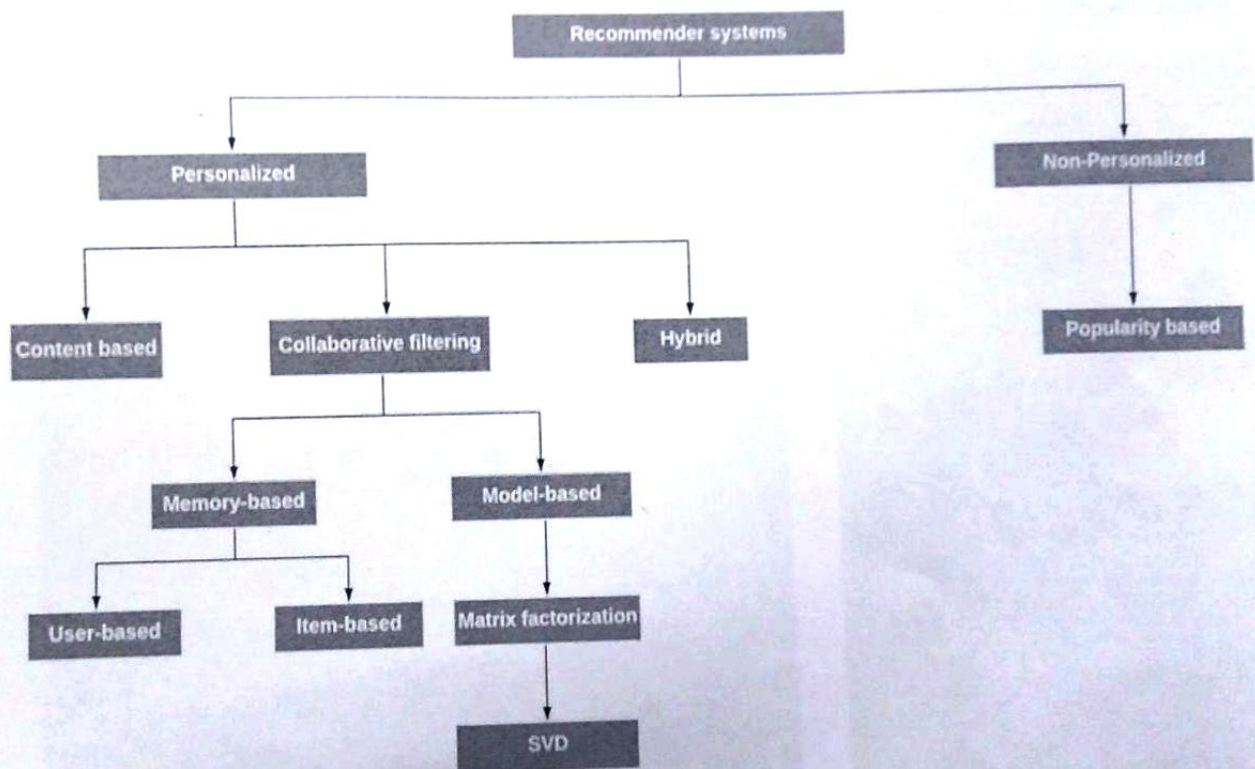 Recommender systems
Personalized
Non-Personalized
Content based
Collaborative filtering
Hybrid
Popularity based
Memory-based
Model-based
User-based
Item-based
Matrix factorization
SVD